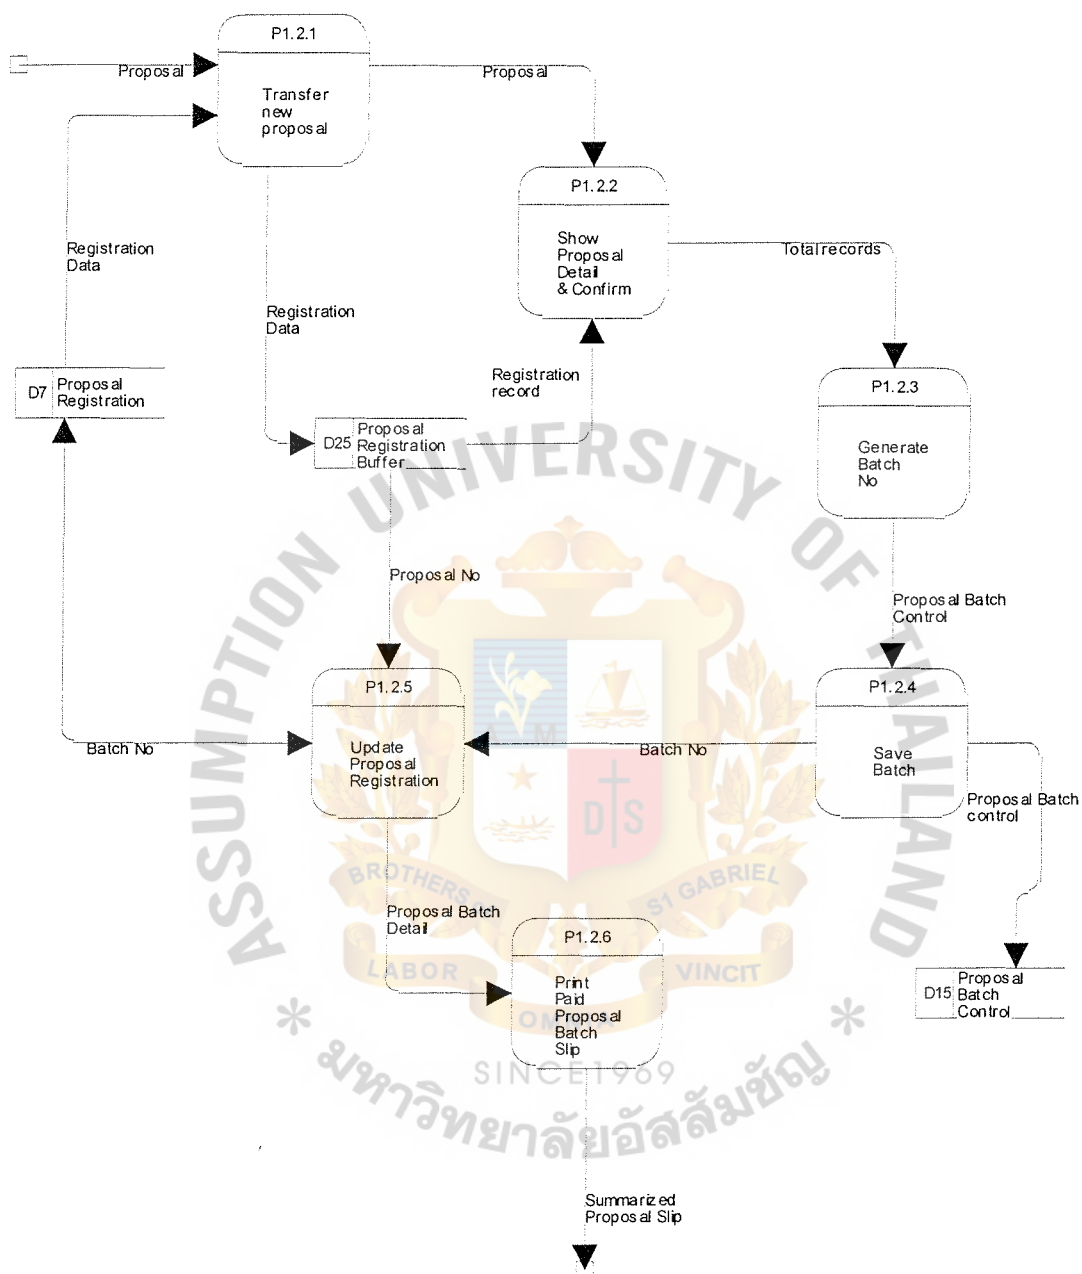 P1.2.1
Proposal
Proposal
Transfer
new
proposal
P1.2.2
Registration
Data
Show
Proposal
Detail
& Confirm
Total records
Registration
Data
D7
Proposal
Registration
Registration
record
P1.2.3
D25
Proposal
Registration
Buffer
Generate
Batch
No
Proposal No
Proposal Batch
Control
P1.2.5
P1.2.4
Batch No
Update
Proposal
Registration
Batch No
Save
Batch
Proposal Batch
control
Proposal Batch
Detail
P1.2.6
Print
Paid
Proposal
Batch
Slip
D15
Proposal
Batch
Control
Summarized
Proposal Slip
ASSUMPTION UNIVERSITY OF THAILAND
A M
D S
BROTHERS
S1 GABRIEL
LABOR
VINCIT
SINCE1969
* มหาวิทยาลัยอัสสัมชัญ *